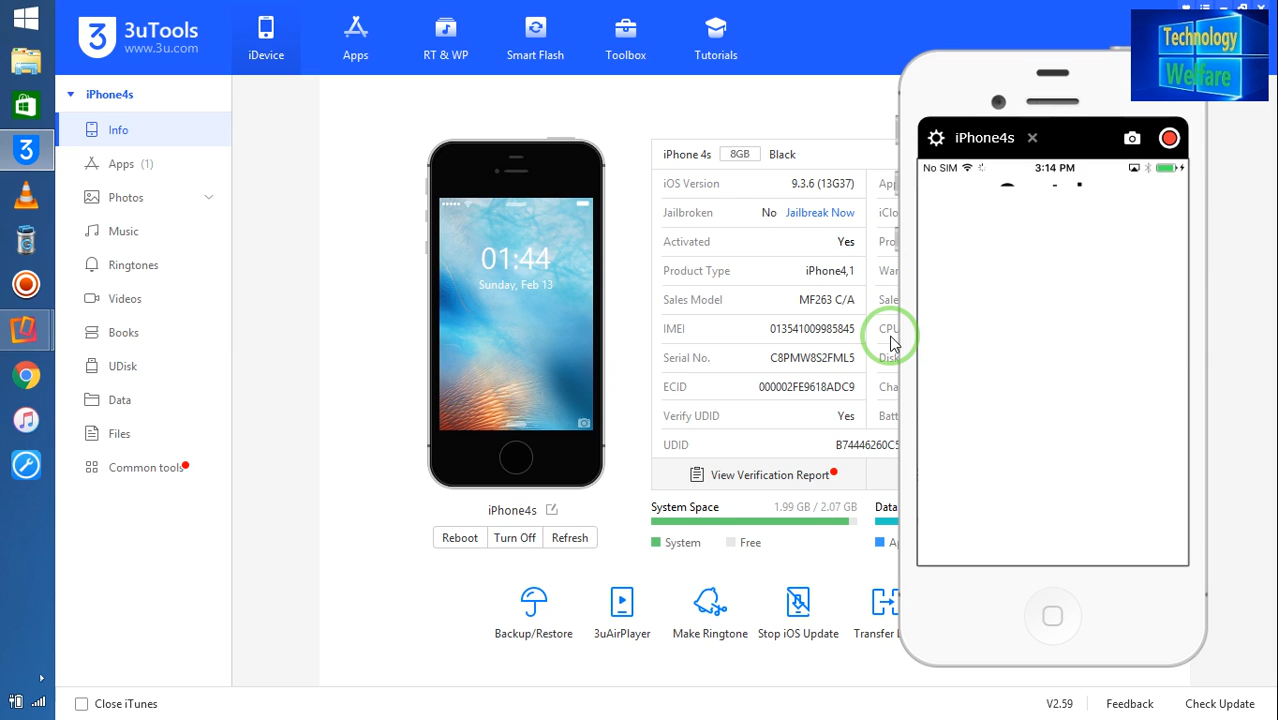 3uTools
www.3u.com
iDevice
Apps
RT & WP
Smart Flash
Toolbox
Tutorials
Technology
Welfare
iPhone4s
Info
Apps (1)
Photos
Music
Ringtones
Videos
Books
UDisk
Data
Files
Common tools
01:44
Sunday, Feb 13
iPhone4s
Reboot
Turn Off
Refresh
iPhone 4s 8GB Black
iOS Version 9.3.6 (13G37)
Jailbroken No Jailbreak Now
Activated Yes
Product Type iPhone4,1
Sales Model MF263 C/A
IMEI 013541009985845
Serial No. C8PMW8S2FML5
ECID 000002FE9618ADC9
Verify UDID Yes
UDID B74446260C5
View Verification Report
System Space 1.99 GB / 2.07 GB
System Free
Data
iPhone4s
No SIM 3:14 PM
Backup/Restore
3uAirPlayer
Make Ringtone
Stop iOS Update
Transfer
Close iTunes
V2.59
Feedback
Check Update